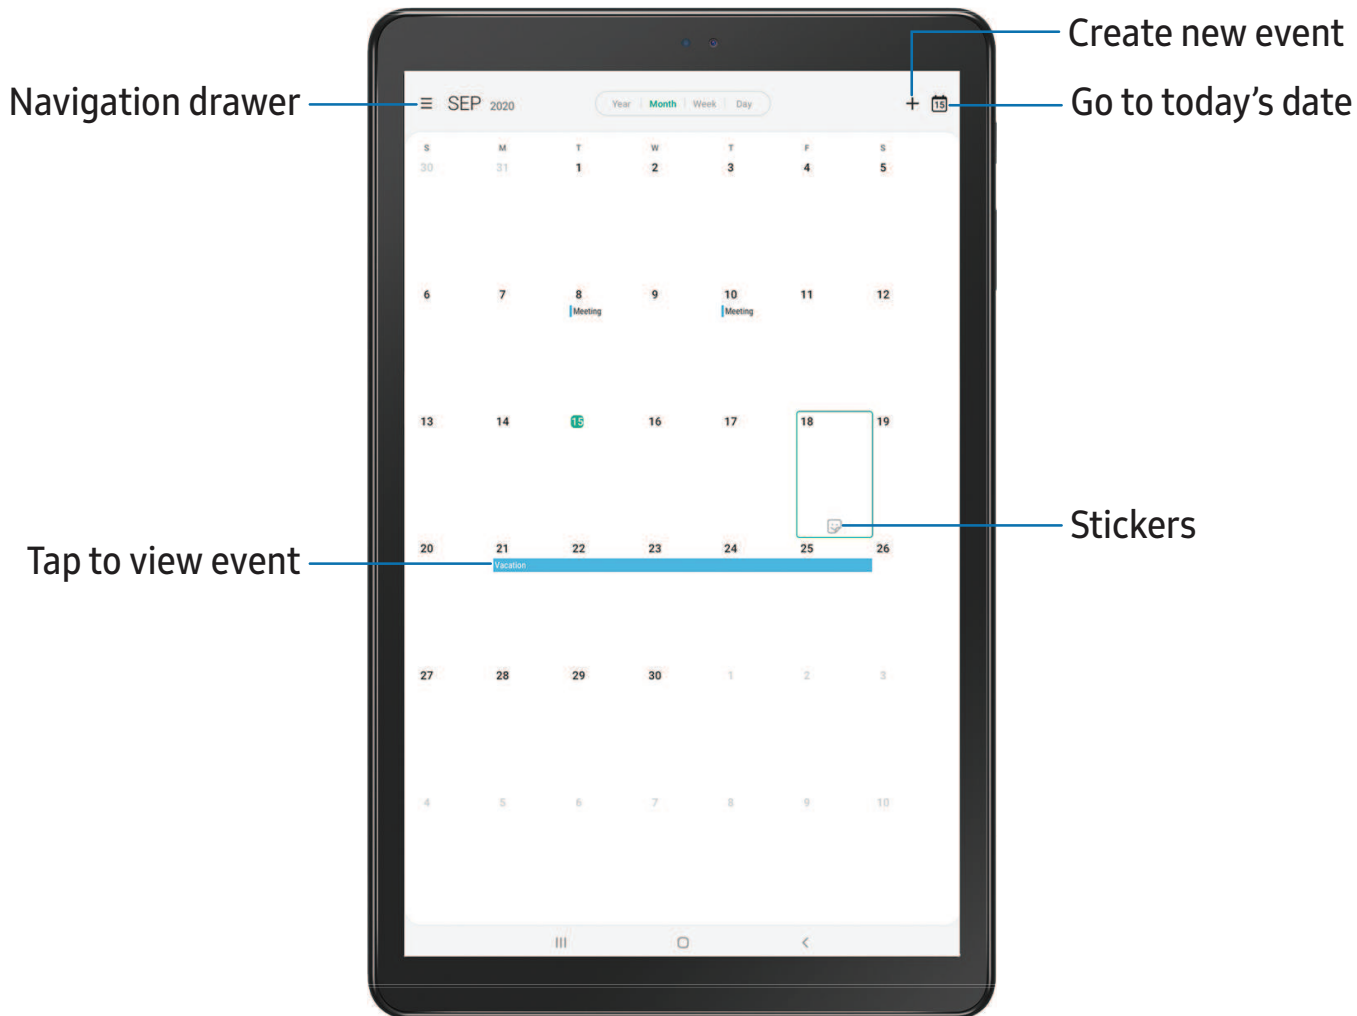 Create new event
Navigation drawer
SEP 2020
Year Month Week Day
15
Go to today's date
S M T W T F S
30 31 1 2 3 4 5
6 7 8 9 10 11 12
Meeting Meeting
13 14 15 16 17 18 19
Stickers
20 21 22 23 24 25 26
Tap to view event
Vacation
27 28 29 30 1 2 3
4 5 6 7 8 9 10